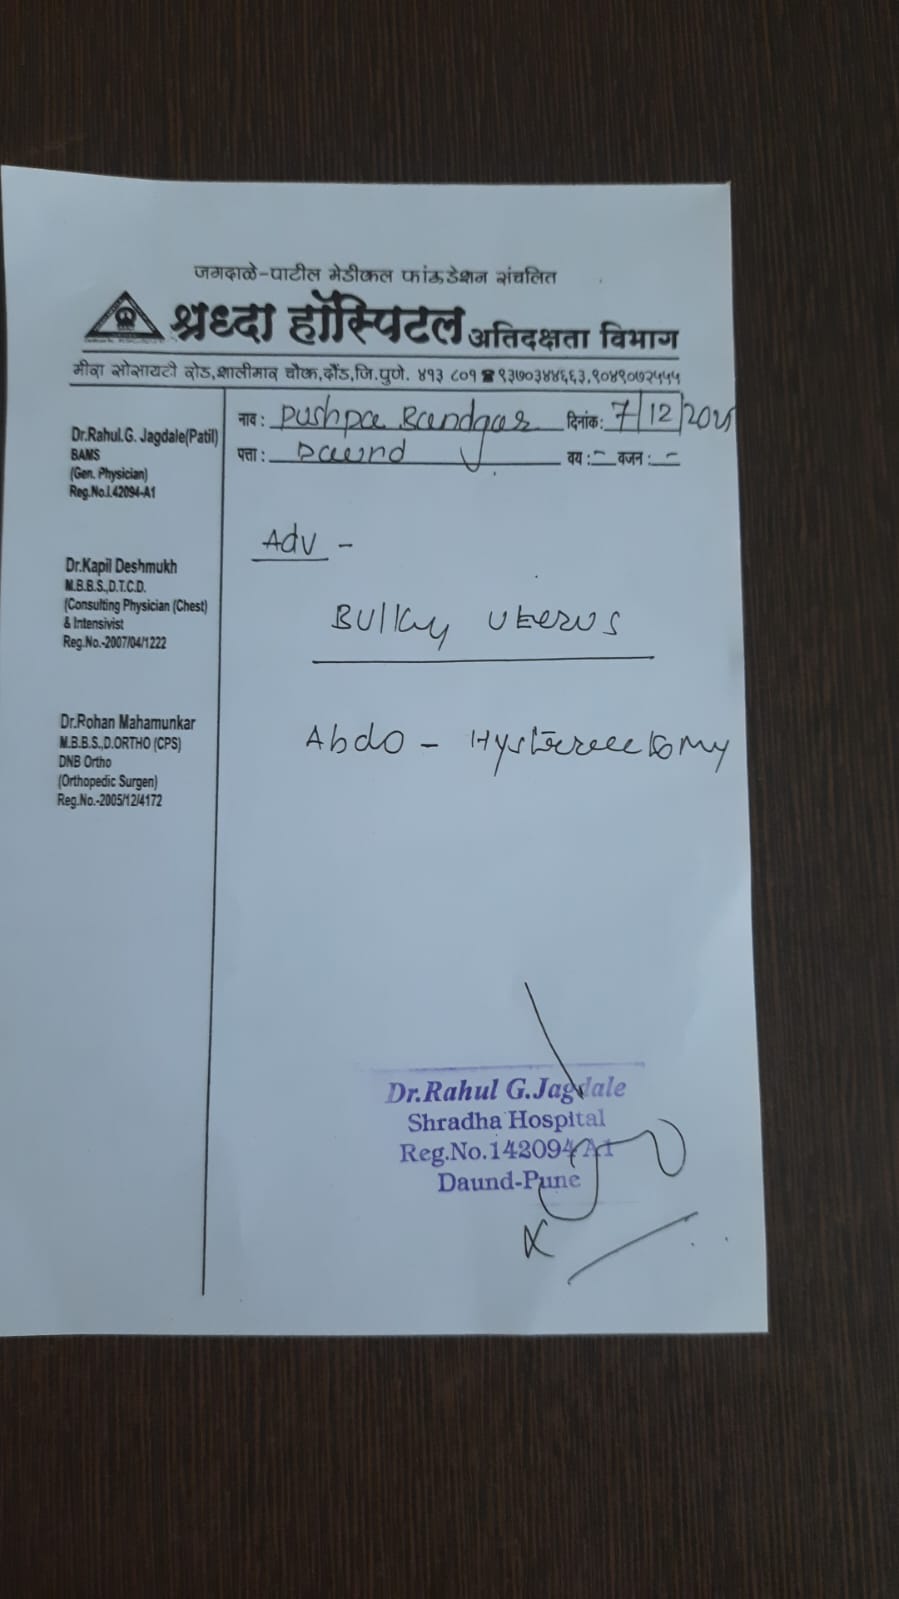 जगदाळे-पाटील मेडीकल फांऊडेशन संचलित
श्रध्दा हॉस्पिटल अतिदक्षता विभाग
मीरा सोसायटी रोड,शालीमार चौक,दौंड,जि.पुणे. ४१३ ८०१ ☎ ९३७०३४४६६३,९०४९०७२५५५
नाव : Pushpa Bandgar दिनांक: 7/12/2025
पत्ता : Daund वय : - वजन : -
Dr.Rahul.G. Jagdale(Patil)
BAMS
(Gen. Physician)
Reg.No.I.42094-A1
Dr.Kapil Deshmukh
M.B.B.S.,D.T.C.D.
(Consulting Physician (Chest)
& Intensivist
Reg.No.-2007/04/1222
Dr.Rohan Mahamunkar
M.B.B.S.,D.ORTHO (CPS)
DNB Ortho
(Orthopedic Surgen)
Reg.No.-2005/12/4172
Adv -
Bulky uterus
Abdo - Hysterectomy
Dr.Rahul G.Jagdale
Shradha Hospital
Reg.No.142094 A1
Daund-Pune